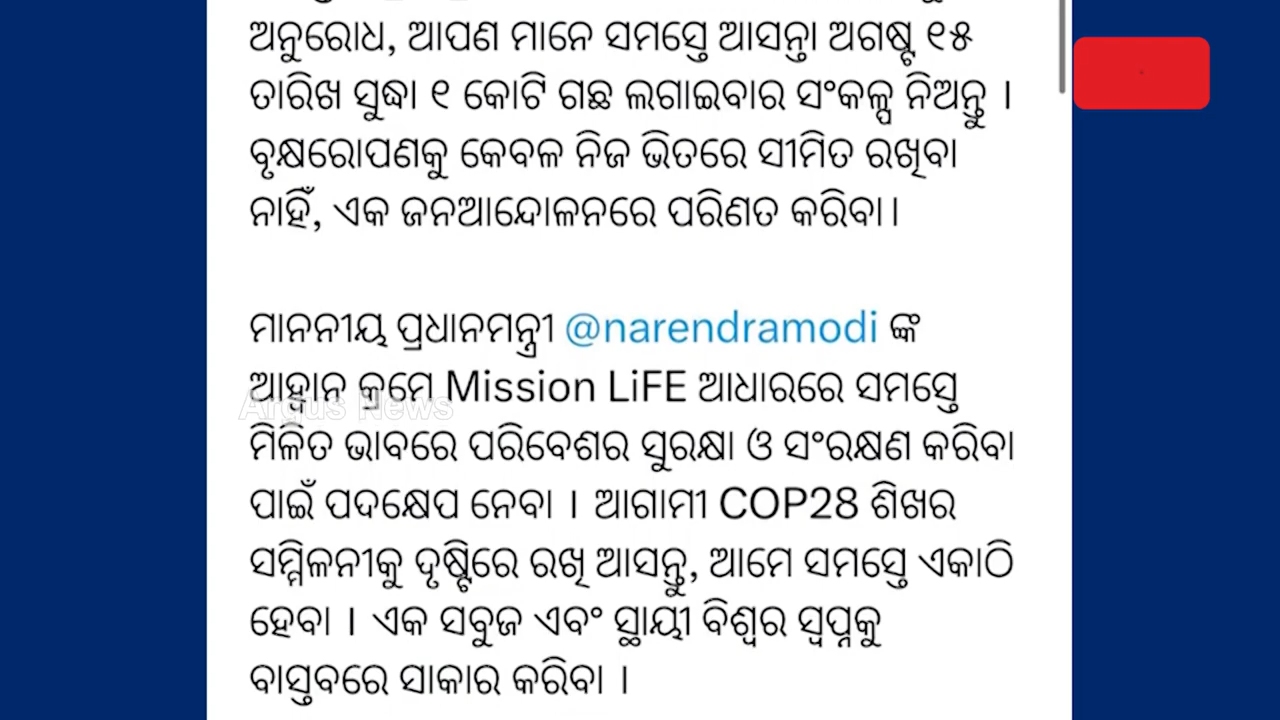 ଅନୁରୋଧ, ଆପଣ ମାନେ ସମସ୍ତେ ଆସନ୍ତା ଅଗଷ୍ଟ ୧୫
ତାରିଖ ସୁଦ୍ଧା ୧ କୋଟି ଗଛ ଲଗାଇବାର ସଂକଳ୍ପ ନିଅନ୍ତୁ ।
ବୃକ୍ଷରୋପଣକୁ କେବଳ ନିଜ ଭିତରେ ସୀମିତ ରଖିବା
ନାହିଁ, ଏକ ଜନଆନ୍ଦୋଳନରେ ପରିଣତ କରିବା।
ମାନନୀୟ ପ୍ରଧାନମନ୍ତ୍ରୀ @narendramodi ଙ୍କ
ଆହ୍ୱାନ କ୍ରମେ Mission LiFE ଆଧାରରେ ସମସ୍ତେ
Argus News
ମିଳିତ ଭାବରେ ପରିବେଶର ସୁରକ୍ଷା ଓ ସଂରକ୍ଷଣ କରିବା
ପାଇଁ ପଦକ୍ଷେପ ନେବା । ଆଗାମୀ COP28 ଶିଖର
ସମ୍ମିଳନୀକୁ ଦୃଷ୍ଟିରେ ରଖି ଆସନ୍ତୁ, ଆମେ ସମସ୍ତେ ଏକାଠି
ହେବା । ଏକ ସବୁଜ ଏବଂ ସ୍ଥାୟୀ ବିଶ୍ୱର ସ୍ୱପ୍ନକୁ
ବାସ୍ତବରେ ସାକାର କରିବା ।